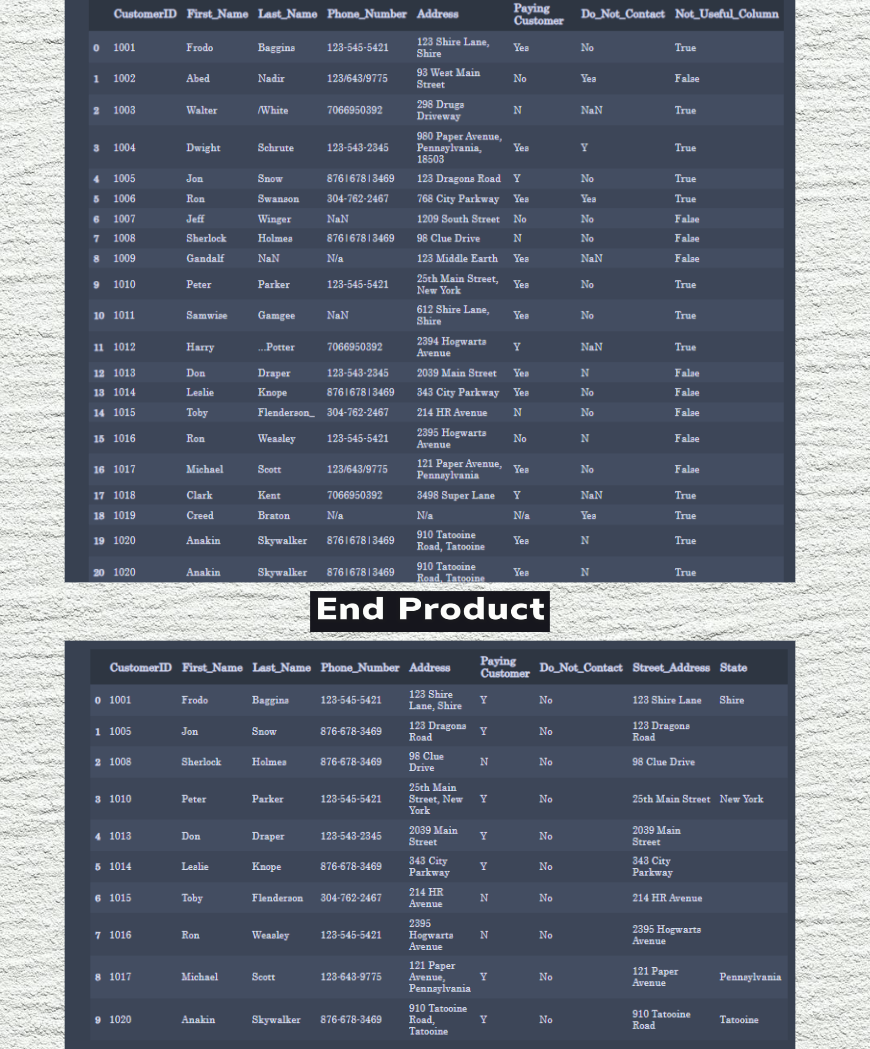 CustomerID First_Name Last_Name Phone_Number Address Paying Customer Do_Not_Contact Not_Useful_Column
0 1001 Frodo Baggins 123-545-5421 123 Shire Lane, Shire Yes No True
1 1002 Abed Nadir 123/643/9775 93 West Main Street No Yes False
2 1003 Walter /White 7066950392 298 Drugs Driveway N NaN True
3 1004 Dwight Schrute 123-543-2345 980 Paper Avenue, Pennsylvania, 18503 Yes Y True
4 1005 Jon Snow 876|678|3469 123 Dragons Road Y No True
5 1006 Ron Swanson 304-762-2467 768 City Parkway Yes Yes True
6 1007 Jeff Winger NaN 1209 South Street No No False
7 1008 Sherlock Holmes 876|678|3469 98 Clue Drive N No False
8 1009 Gandalf NaN N/a 123 Middle Earth Yes NaN False
9 1010 Peter Parker 123-545-5421 25th Main Street, New York Yes No True
10 1011 Samwise Gamgee NaN 612 Shire Lane, Shire Yes No True
11 1012 Harry ...Potter 7066950392 2394 Hogwarts Avenue Y NaN True
12 1013 Don Draper 123-543-2345 2039 Main Street Yes N False
13 1014 Leslie Knope 876|678|3469 343 City Parkway Yes No False
14 1015 Toby Flenderson_ 304-762-2467 214 HR Avenue N No False
15 1016 Ron Weasley 123-545-5421 2395 Hogwarts Avenue No N False
16 1017 Michael Scott 123/643/9775 121 Paper Avenue, Pennsylvania Yes No False
17 1018 Clark Kent 7066950392 3498 Super Lane Y NaN True
18 1019 Creed Braton N/a N/a N/a Yes True
19 1020 Anakin Skywalker 876|678|3469 910 Tatooine Road, Tatooine Yes N True
20 1020 Anakin Skywalker 876|678|3469 910 Tatooine Road, Tatooine Yes N True
End Product
CustomerID First_Name Last_Name Phone_Number Address Paying Customer Do_Not_Contact Street_Address State
0 1001 Frodo Baggins 123-545-5421 123 Shire Lane, Shire Y No 123 Shire Lane Shire
1 1005 Jon Snow 876-678-3469 123 Dragons Road Y No 123 Dragons Road
2 1008 Sherlock Holmes 876-678-3469 98 Clue Drive N No 98 Clue Drive
3 1010 Peter Parker 123-545-5421 25th Main Street, New York Y No 25th Main Street New York
4 1013 Don Draper 123-543-2345 2039 Main Street Y No 2039 Main Street
5 1014 Leslie Knope 876-678-3469 343 City Parkway Y No 343 City Parkway
6 1015 Toby Flenderson 304-762-2467 214 HR Avenue N No 214 HR Avenue
7 1016 Ron Weasley 123-545-5421 2395 Hogwarts Avenue N No 2395 Hogwarts Avenue
8 1017 Michael Scott 123-643-9775 121 Paper Avenue, Pennsylvania Y No 121 Paper Avenue Pennsylvania
9 1020 Anakin Skywalker 876-678-3469 910 Tatooine Road, Tatooine Y No 910 Tatooine Road Tatooine